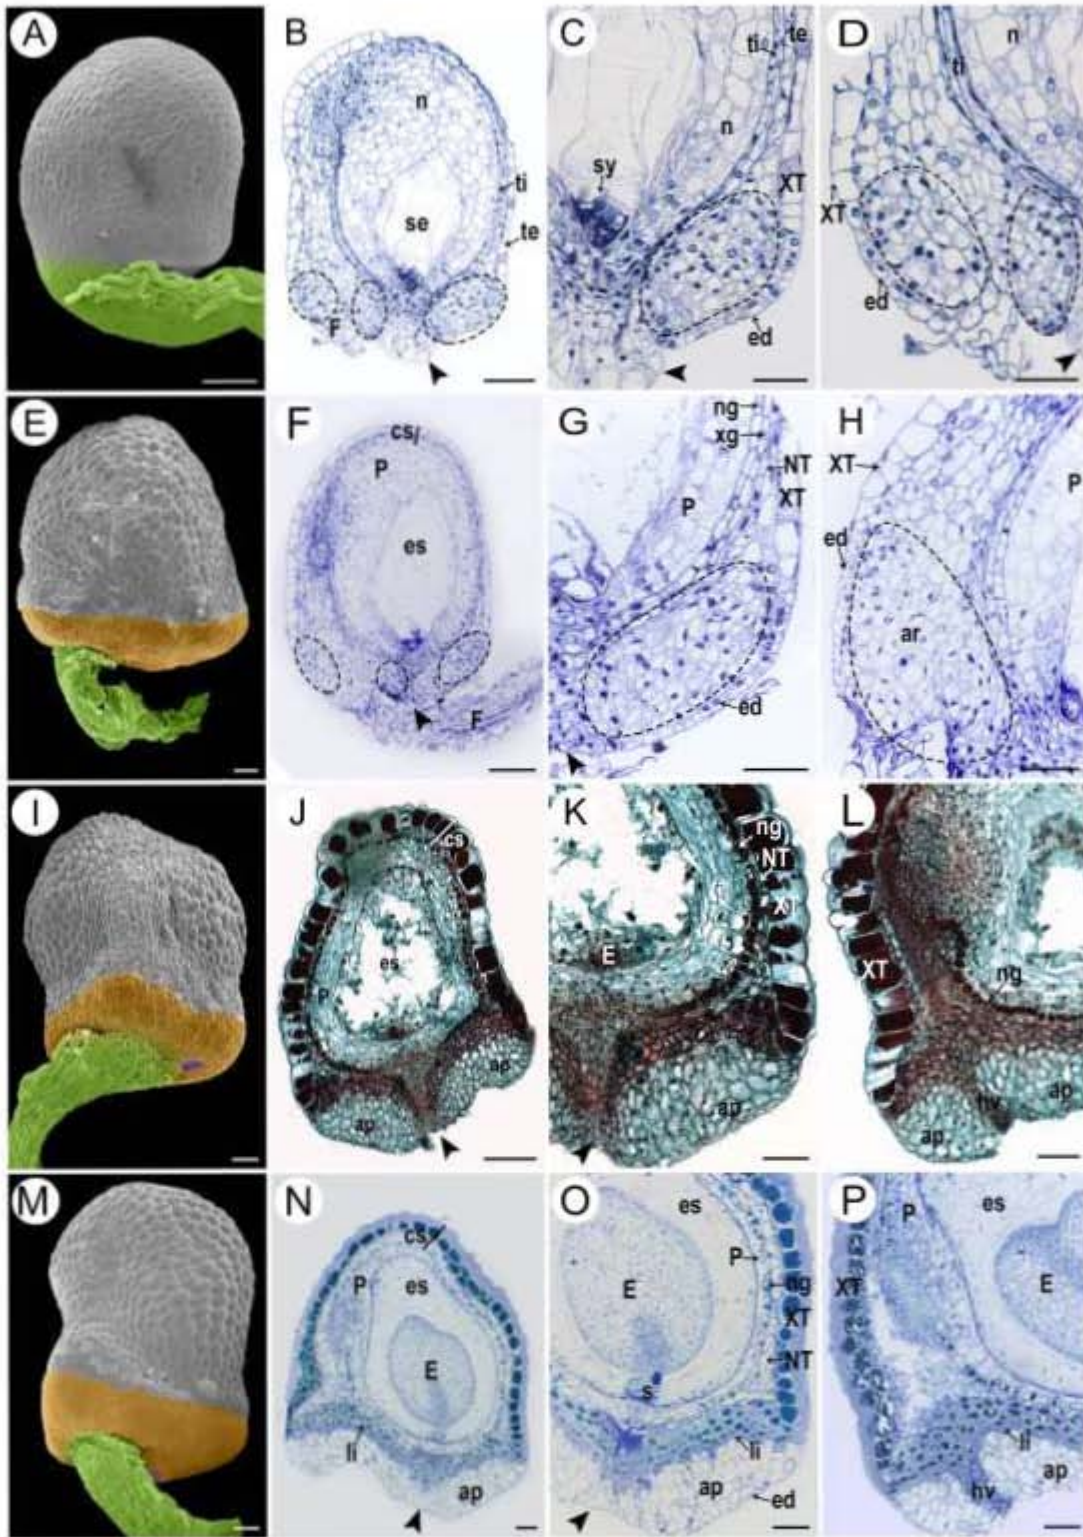 A
B
n
ti
se
te
F
C
ti
te
n
sy
XT
ed
D
n
ti
XT
ed
E
F
cs
P
es
F
G
ng
xg
NT
XT
P
ed
H
XT
P
ed
ar
I
J
cs
es
P
ap
ap
K
ng
NT
XT
E
ap
L
XT
ng
ap
hv
ap
M
N
cs
P
es
E
li
ap
O
es
P
E
ng
XT
NT
s
li
ap
ed
P
P
es
XT
E
li
ap
hv